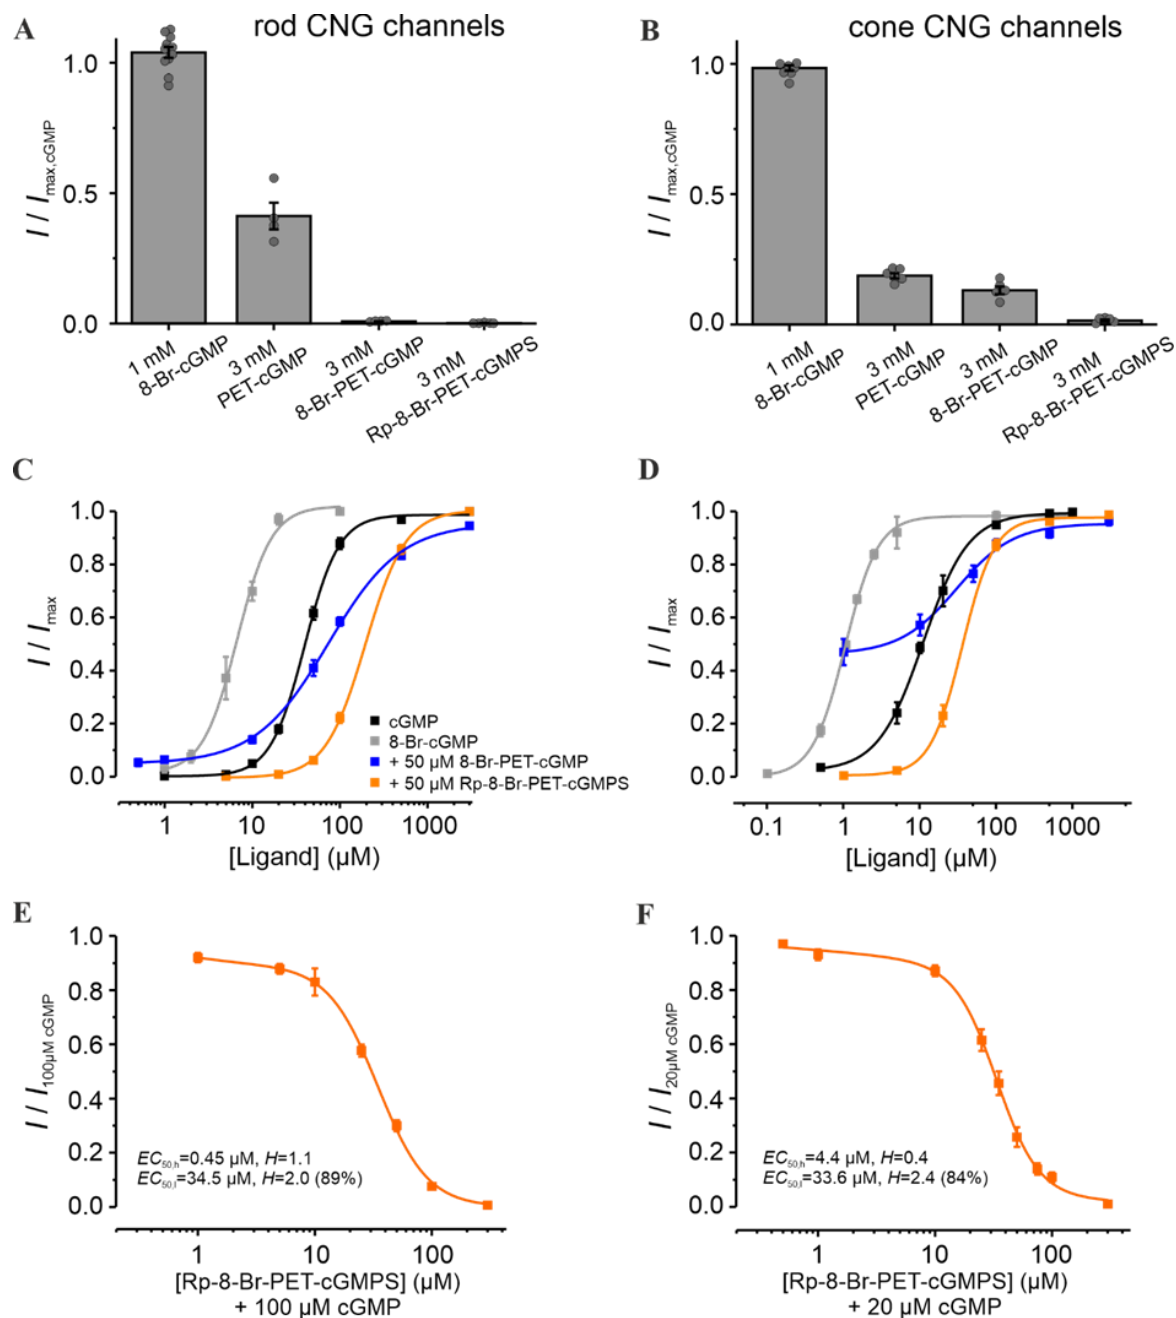 A
rod CNG channels
I / Imax,cGMP
1.0
0.5
0.0
1 mM
8-Br-cGMP
3 mM
PET-cGMP
3 mM
8-Br-PET-cGMP
3 mM
Rp-8-Br-PET-cGMPS
B
cone CNG channels
I / Imax,cGMP
1.0
0.5
0.0
1 mM
8-Br-cGMP
3 mM
PET-cGMP
3 mM
8-Br-PET-cGMP
3 mM
Rp-8-Br-PET-cGMPS
C
I / Imax
1.0
0.8
0.6
0.4
0.2
0.0
cGMP
8-Br-cGMP
+ 50 µM 8-Br-PET-cGMP
+ 50 µM Rp-8-Br-PET-cGMPS
1 10 100 1000
[Ligand] (µM)
D
I / Imax
1.0
0.8
0.6
0.4
0.2
0.0
0.1 1 10 100 1000
[Ligand] (µM)
E
I / I100µM cGMP
1.0
0.8
0.6
0.4
0.2
0.0
EC50,h=0.45 µM, H=1.1
EC50,l=34.5 µM, H=2.0 (89%)
1 10 100
[Rp-8-Br-PET-cGMPS] (µM)
+ 100 µM cGMP
F
I / I20µM cGMP
1.0
0.8
0.6
0.4
0.2
0.0
EC50,h=4.4 µM, H=0.4
EC50,l=33.6 µM, H=2.4 (84%)
1 10 100
[Rp-8-Br-PET-cGMPS] (µM)
+ 20 µM cGMP